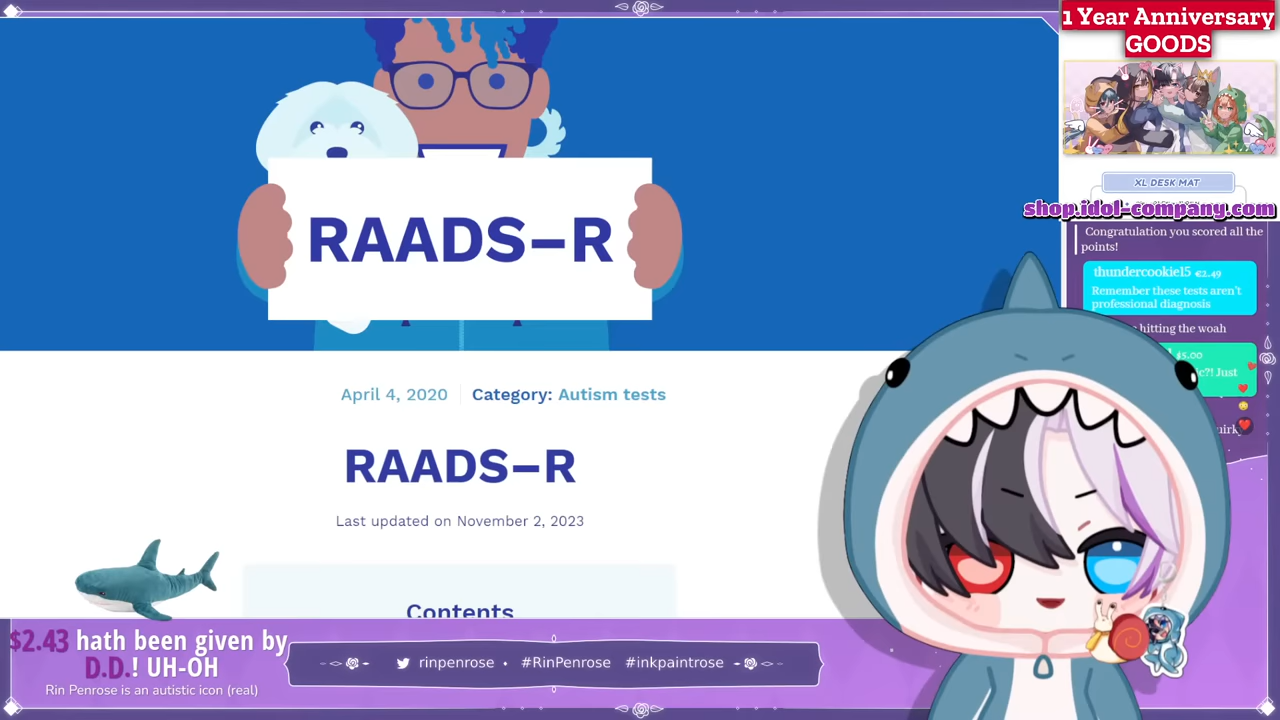 1 Year Anniversary
GOODS
RAADS–R
XL DESK MAT
shop.idol-company.com
Congratulation you scored all the
points!
thundercookie15 €2.49
Remember these tests aren't
professional diagnosis
hitting the woah
$5.00
Just
April 4, 2020
Category: Autism tests
RAADS–R
Last updated on November 2, 2023
Contents
$2.43 hath been given by
D.D.! UH-OH
Rin Penrose is an autistic icon (real)
rinpenrose • #RinPenrose #inkpaintrose